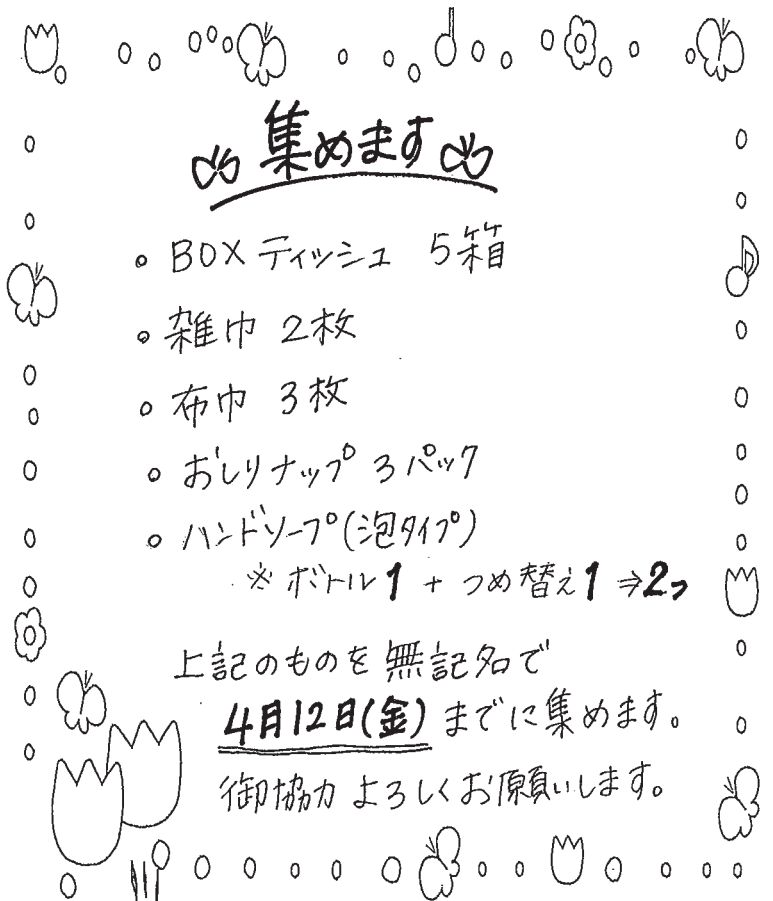 集めます
• BOXティッシュ 5箱
• 雑巾 2枚
• 布巾 3枚
• おしりナップ 3パック
• ハンドソープ(泡タイプ)
※ ボトル1 + つめ替え1 ⇒2つ
上記のものを無記名で
4月12日(金)までに集めます。
御協力よろしくお願いします。